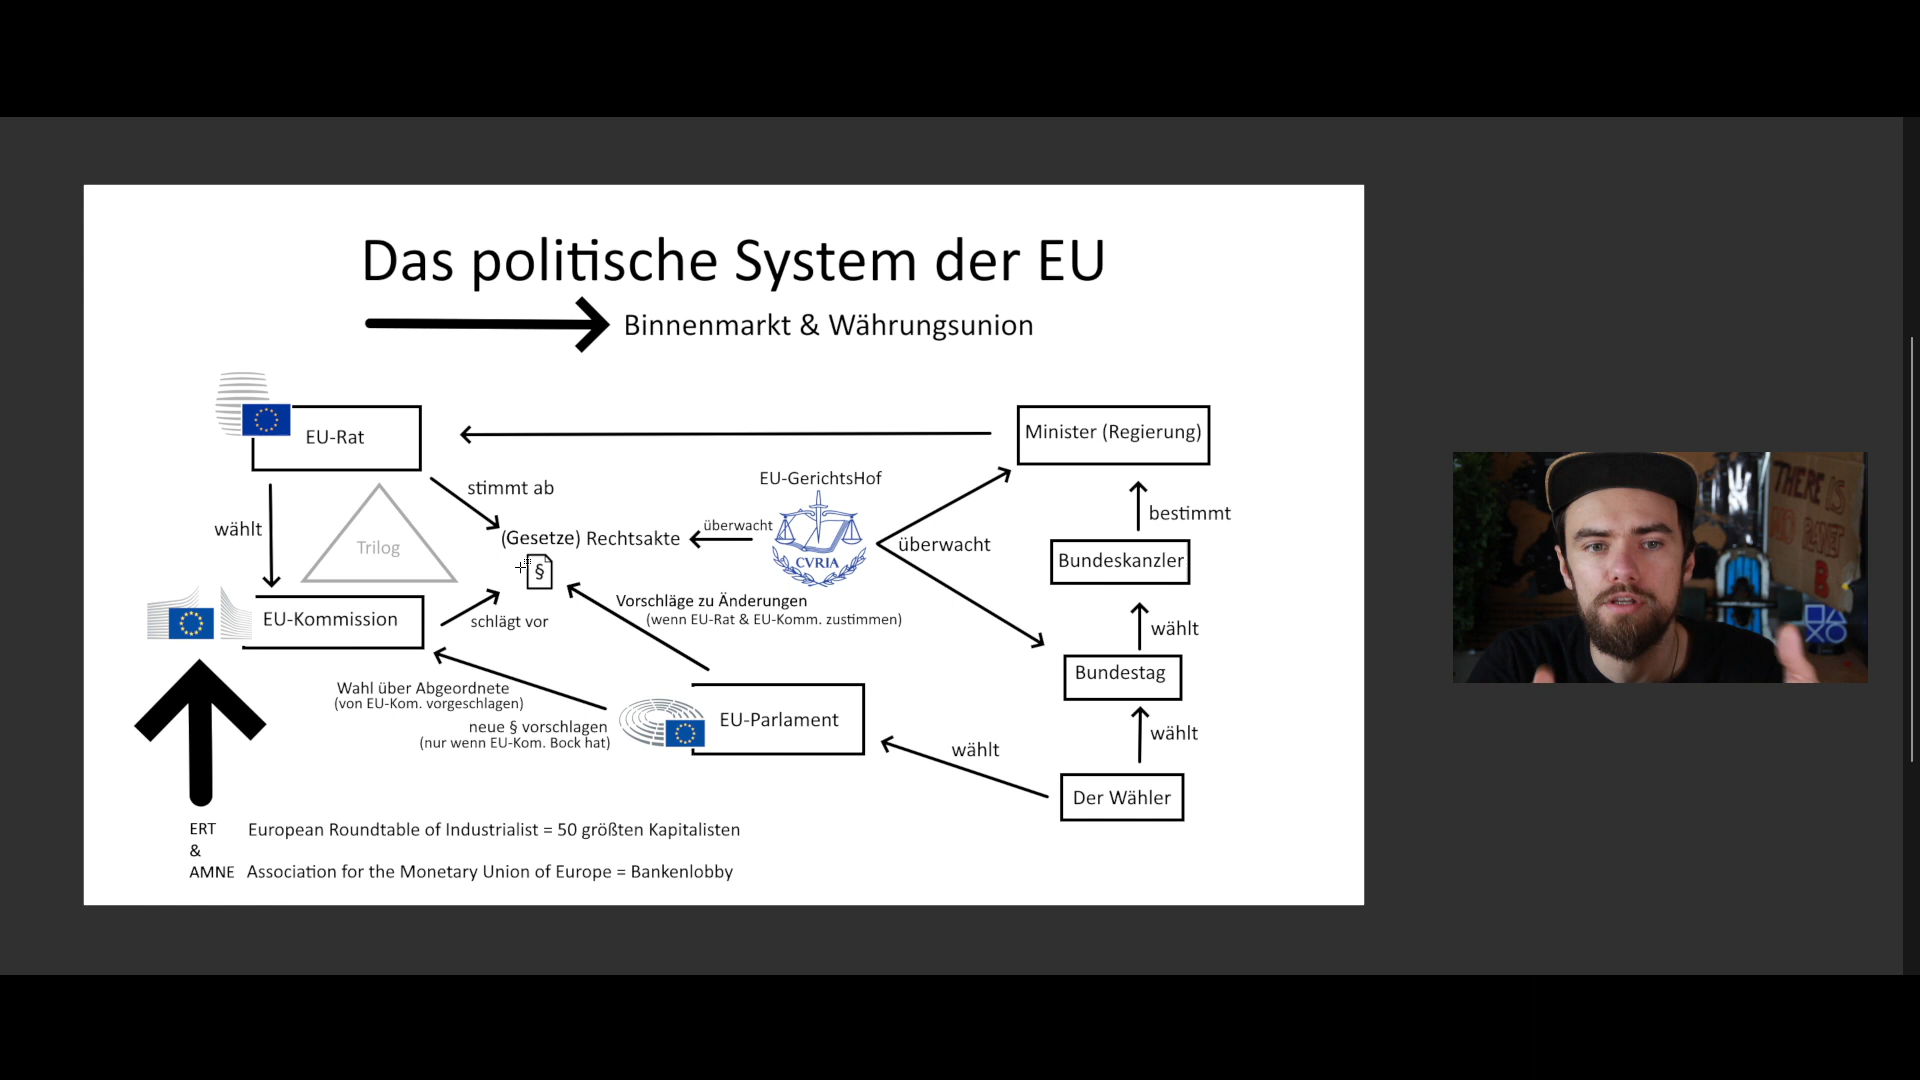 Das politische System der EU
Binnenmarkt & Währungsunion
EU-Rat
Minister (Regierung)
stimmt ab
EU-GerichtsHof
wählt
Trilog
(Gesetze) Rechtsakte
überwacht
§
CVRIA
überwacht
bestimmt
Bundeskanzler
EU-Kommission
schlägt vor
Vorschläge zu Änderungen
(wenn EU-Rat & EU-Komm. zustimmen)
wählt
Bundestag
Wahl über Abgeordnete
(von EU-Kom. vorgeschlagen)
neue § vorschlagen
(nur wenn EU-Kom. Bock hat)
EU-Parlament
wählt
wählt
Der Wähler
ERT European Roundtable of Industrialist = 50 größten Kapitalisten
&
AMNE Association for the Monetary Union of Europe = Bankenlobby
THERE IS
NO PLANET
B